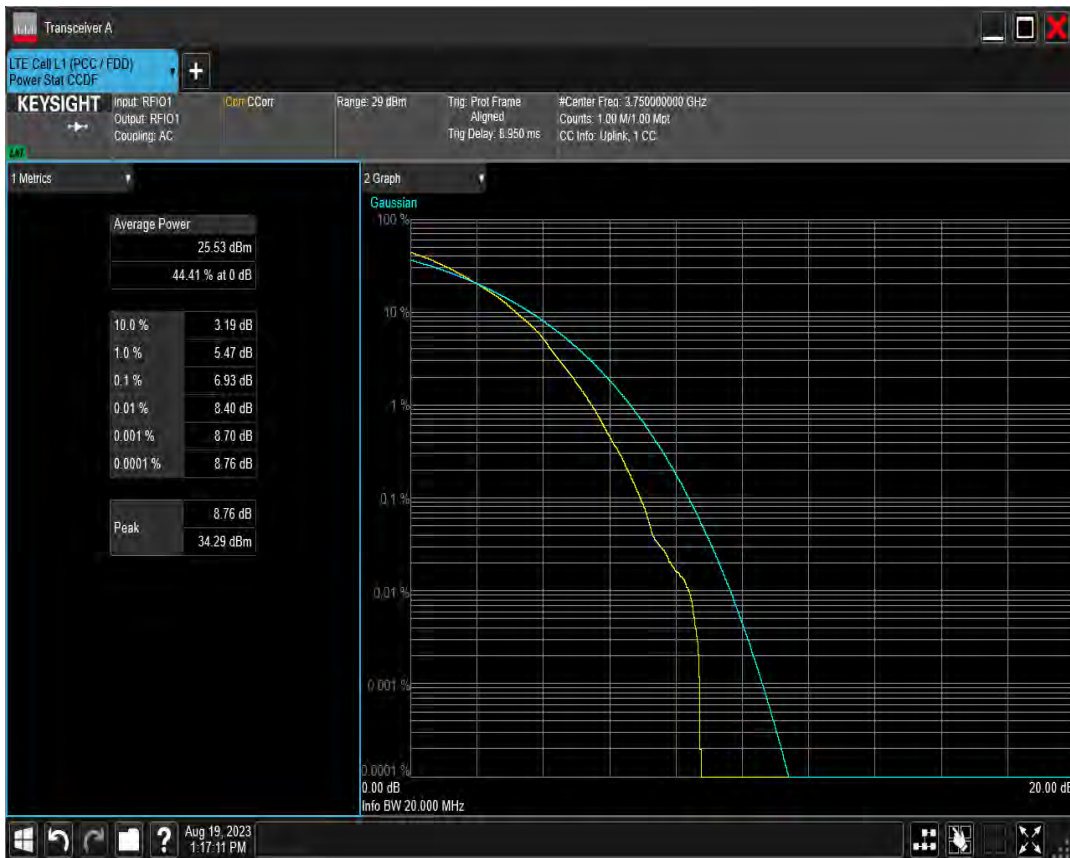 Transceiver A
LTE Cell L1 (PCC / FDD)
Power Stat CCDF
+
KEYSIGHT
Input: RFIO1
Output: RFIO1
Coupling: AC
Corr CCorr
Range: 29 dBm
Trig: Prot Frame
Aligned
Trig Delay: 8.950 ms
#Center Freq: 3.750000000 GHz
Counts: 1.00 M/1.00 Mpt
CC Info: Uplink, 1 CC
1 Metrics
Average Power
25.53 dBm
44.41 % at 0 dB
10.0 % 3.19 dB
1.0 % 5.47 dB
0.1 % 6.93 dB
0.01 % 8.40 dB
0.001 % 8.70 dB
0.0001 % 8.76 dB
Peak
8.76 dB
34.29 dBm
2 Graph
Gaussian
100 %
10 %
1 %
0.1 %
0.01 %
0.001 %
0.0001 %
0.00 dB
20.00 dB
Info BW 20.000 MHz
?
Aug 19, 2023
1:17:11 PM